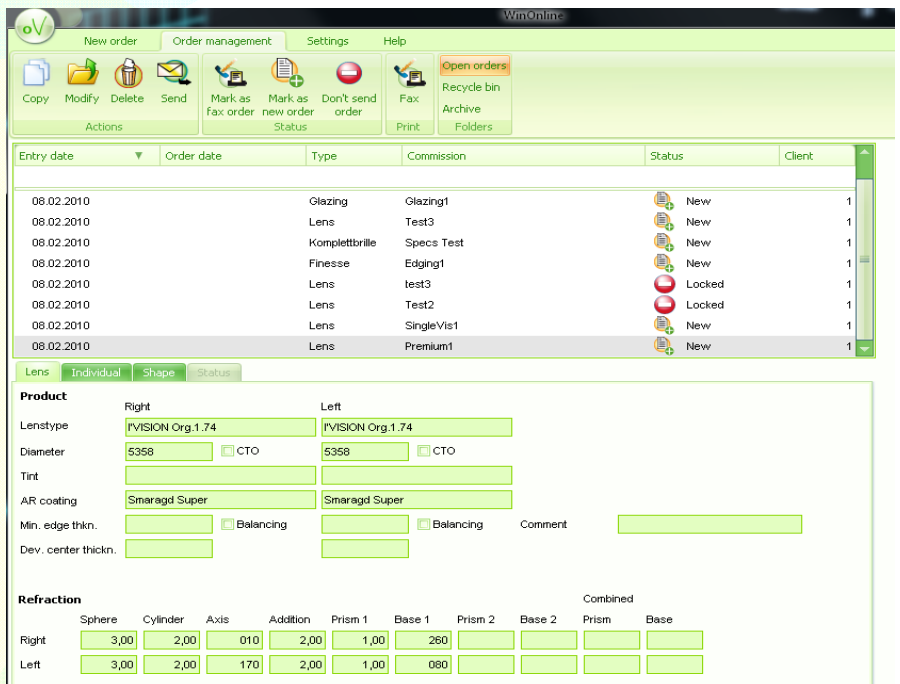 WinOnline
oV
New order Order management Settings Help
Copy Modify Delete Send Mark as fax order Mark as new order Don't send order Fax Open orders
Recycle bin
Archive
Actions Status Print Folders
Entry date Order date Type Commission Status Client
08.02.2010 Glazing Glazing1 New 1
08.02.2010 Lens Test3 New 1
08.02.2010 Komplettbrille Specs Test New 1
08.02.2010 Finesse Edging1 New 1
08.02.2010 Lens test3 Locked 1
08.02.2010 Lens Test2 Locked 1
08.02.2010 Lens SingleVis1 New 1
08.02.2010 Lens Premium1 New 1
Lens Individual Shape Status
Product
Right Left
Lenstype I'VISION Org.1.74 I'VISION Org.1.74
Diameter 5358 CTO 5358 CTO
Tint
AR coating Smaragd Super Smaragd Super
Min. edge thkn. Balancing Balancing Comment
Dev. center thickn.
Refraction Combined
Sphere Cylinder Axis Addition Prism 1 Base 1 Prism 2 Base 2 Prism Base
Right 3,00 2,00 010 2,00 1,00 260
Left 3,00 2,00 170 2,00 1,00 080